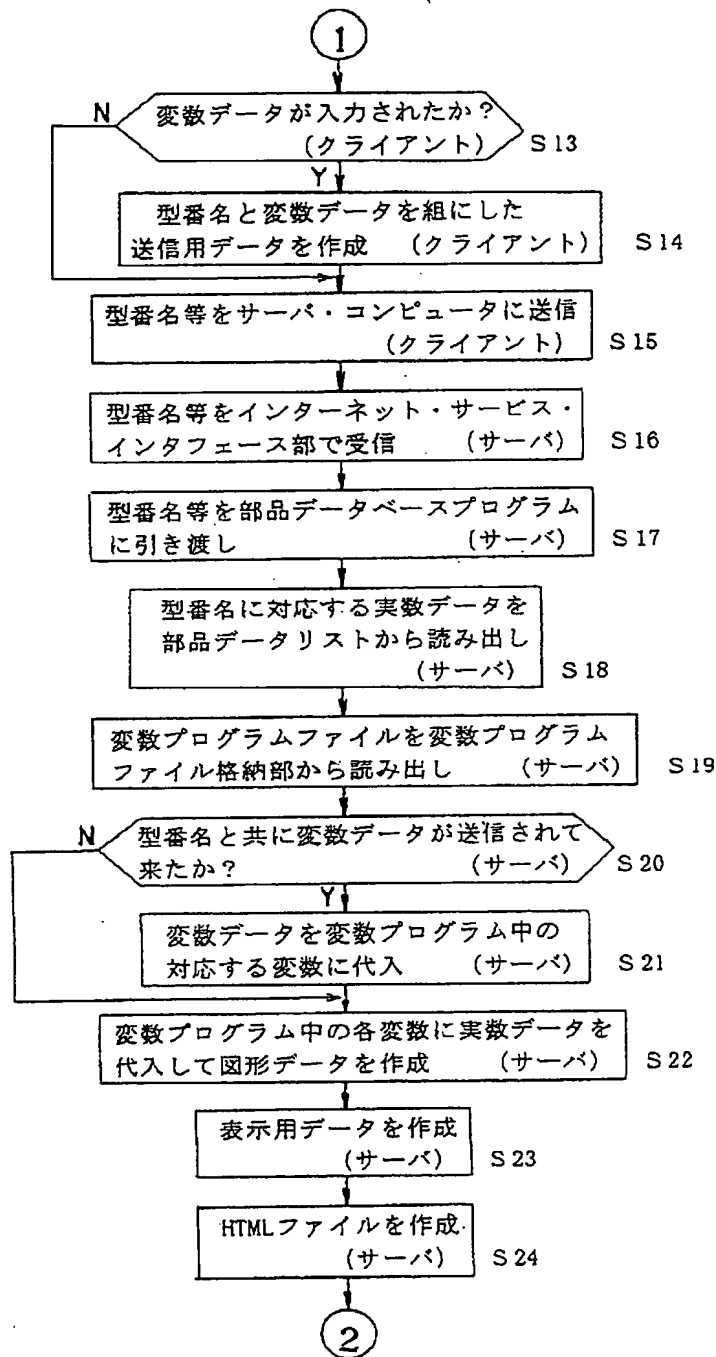 1
N
変数データが入力されたか？
(クライアント)
S13
Y
型番名と変数データを組にした
送信用データを作成 (クライアント)
S14
型番名等をサーバ・コンピュータに送信
(クライアント)
S15
型番名等をインターネット・サービス・
インタフェース部で受信 (サーバ)
S16
型番名等を部品データベースプログラム
に引き渡し (サーバ)
S17
型番名に対応する実数データを
部品データリストから読み出し
(サーバ)
S18
変数プログラムファイルを変数プログラム
ファイル格納部から読み出し (サーバ)
S19
N
型番名と共に変数データが送信されて
来たか？ (サーバ)
S20
Y
変数データを変数プログラム中の
対応する変数に代入 (サーバ)
S21
変数プログラム中の各変数に実数データを
代入して図形データを作成 (サーバ)
S22
表示用データを作成
(サーバ)
S23
HTMLファイルを作成
(サーバ)
S24
2